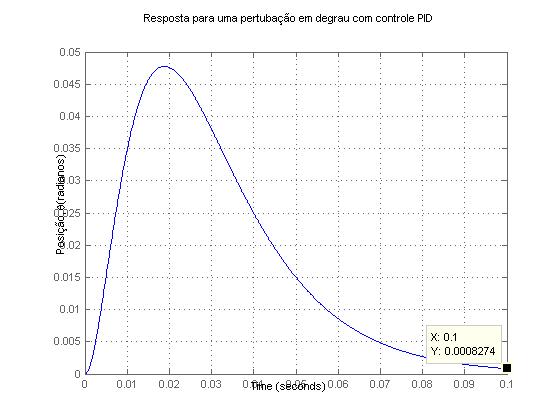 Resposta para uma pertubação em degrau com controle PID
0.05
0.045
0.04
0.035
0.03
0.025
0.02
0.015
0.01
0.005
0
Posição θ(radianos)
X: 0.1
Y: 0.0008274
0 0.01 0.02 0.03 0.04 0.05 0.06 0.07 0.08 0.09 0.1
Time (seconds)